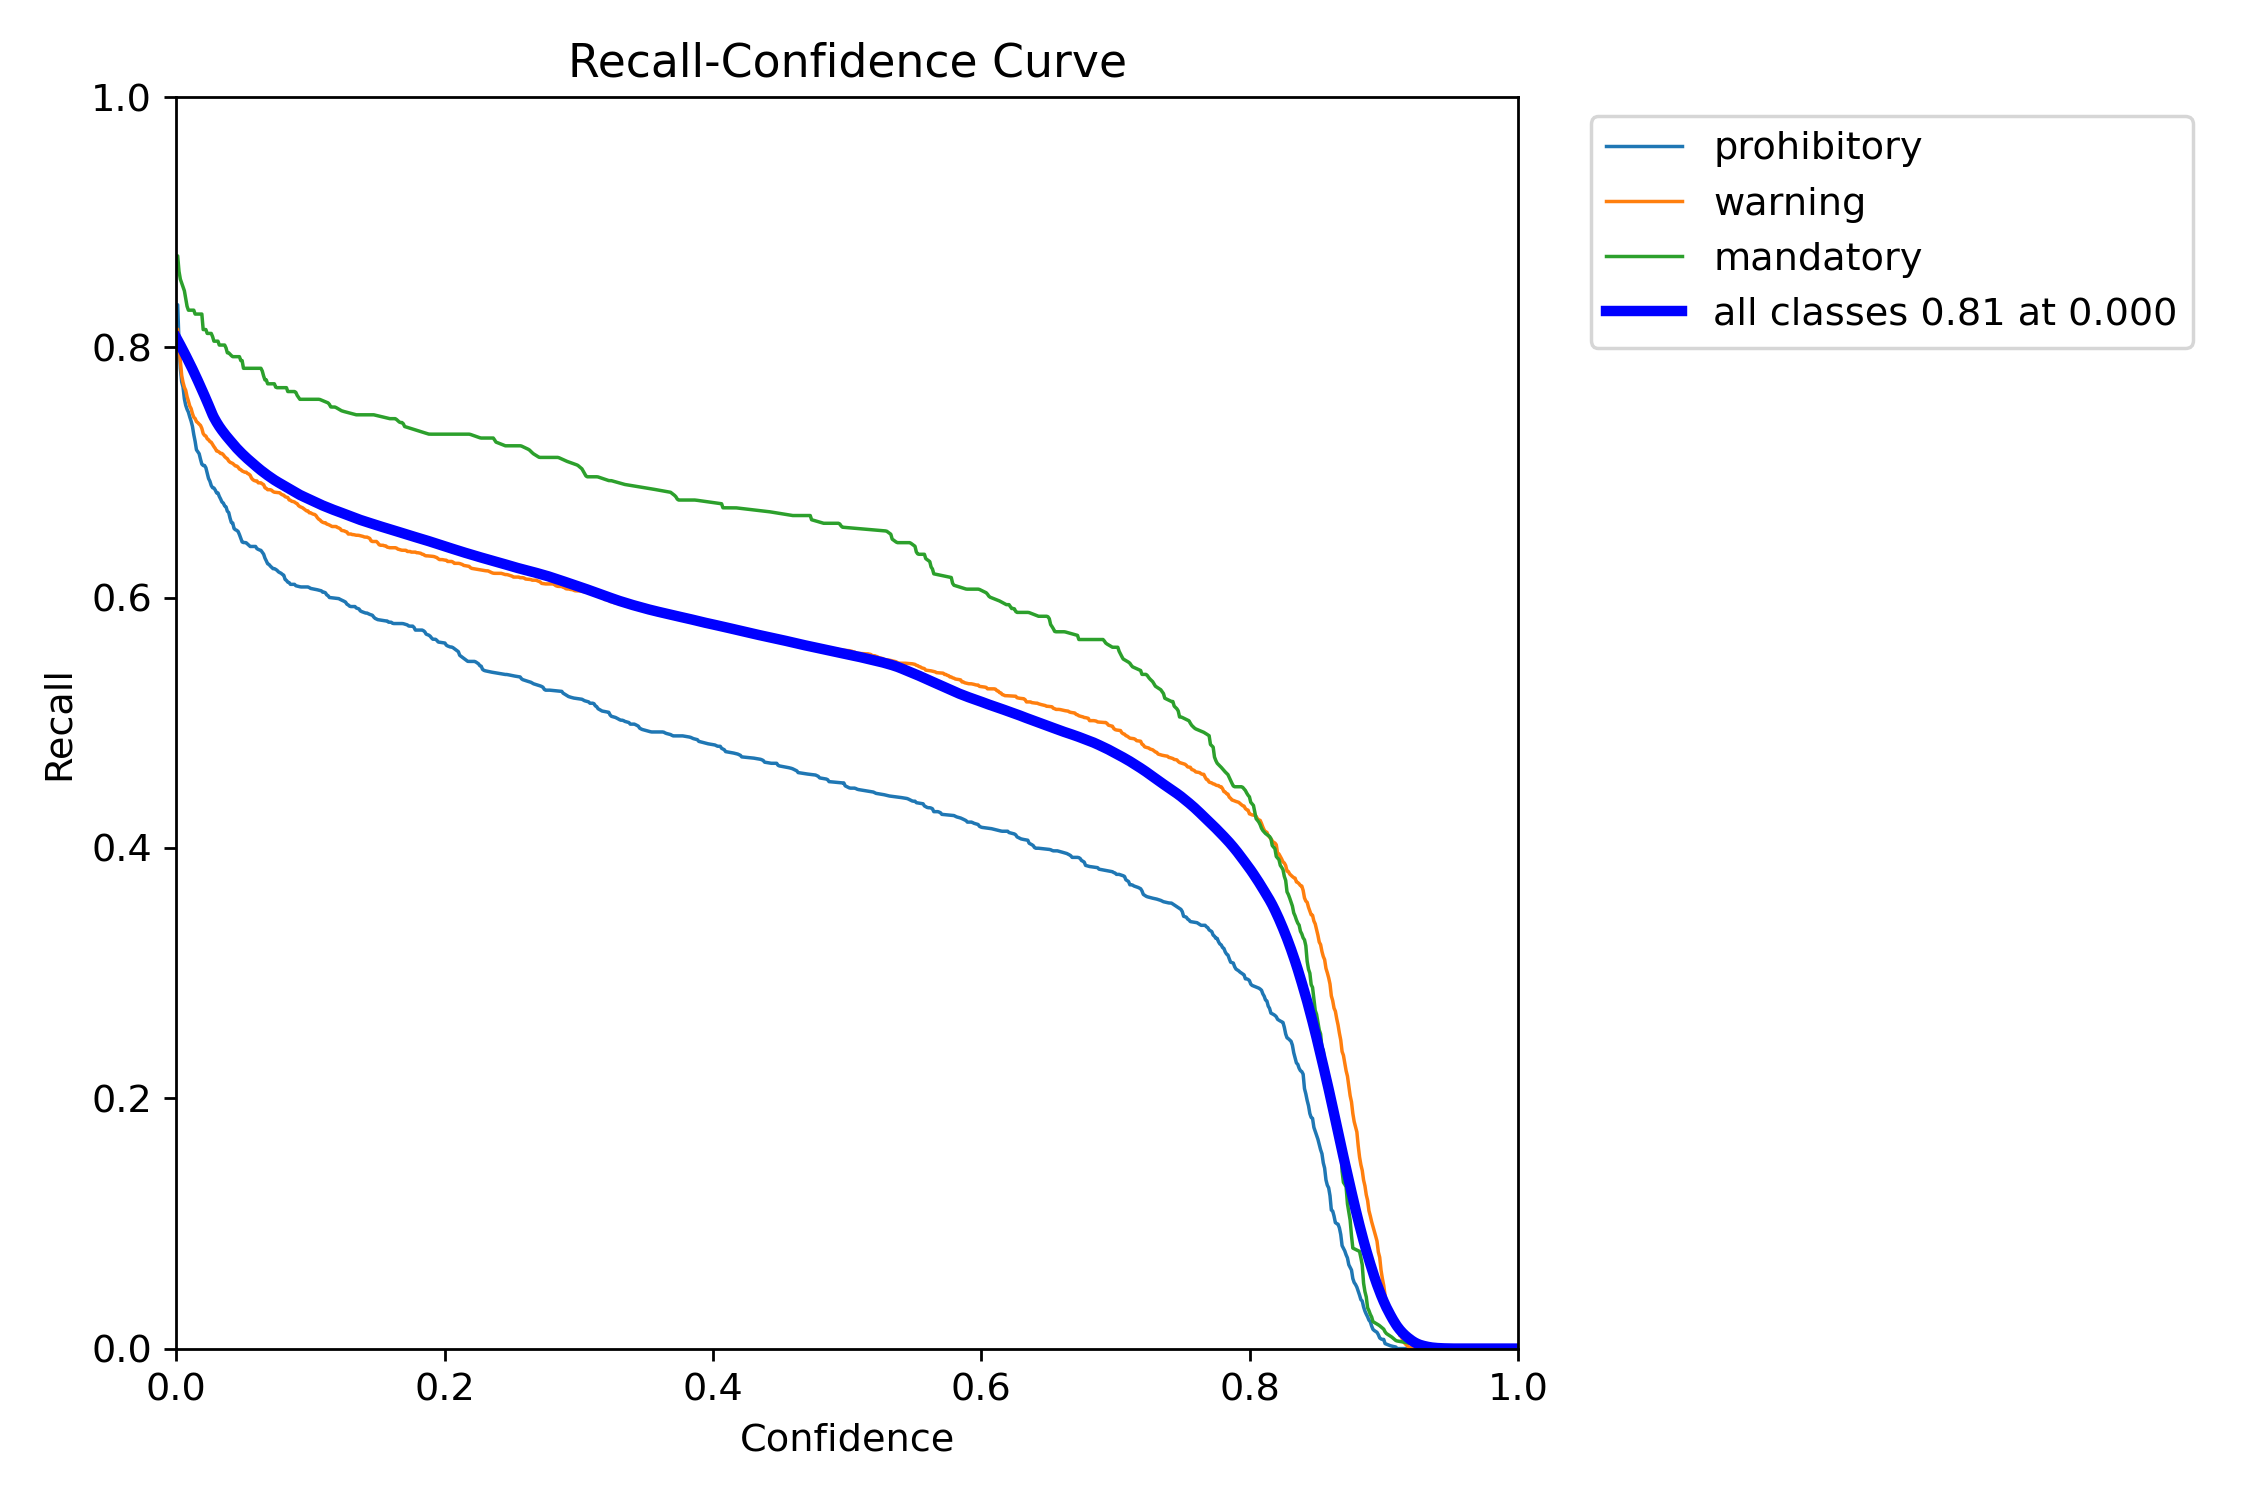 Recall-Confidence Curve
1.0
0.8
0.6
0.4
0.2
0.0
Recall
0.0 0.2 0.4 0.6 0.8 1.0
Confidence
prohibitory
warning
mandatory
all classes 0.81 at 0.000